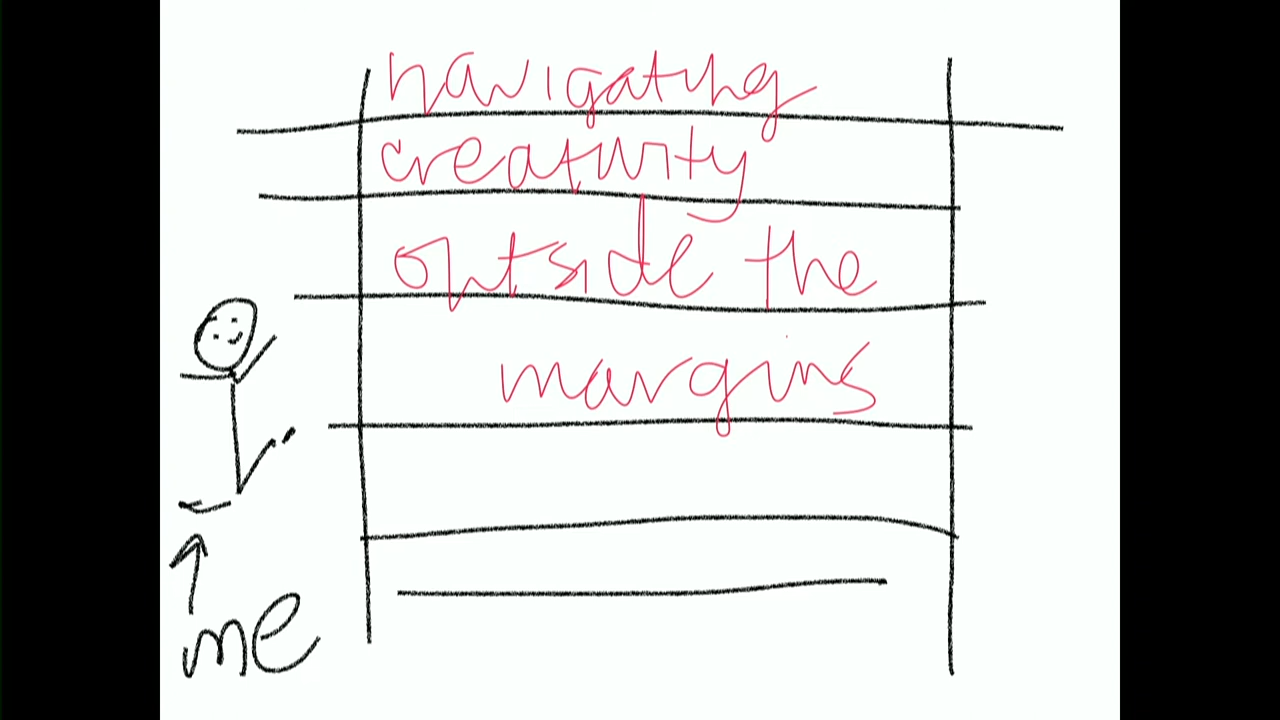 navigating
creativity
outside the
margins
me